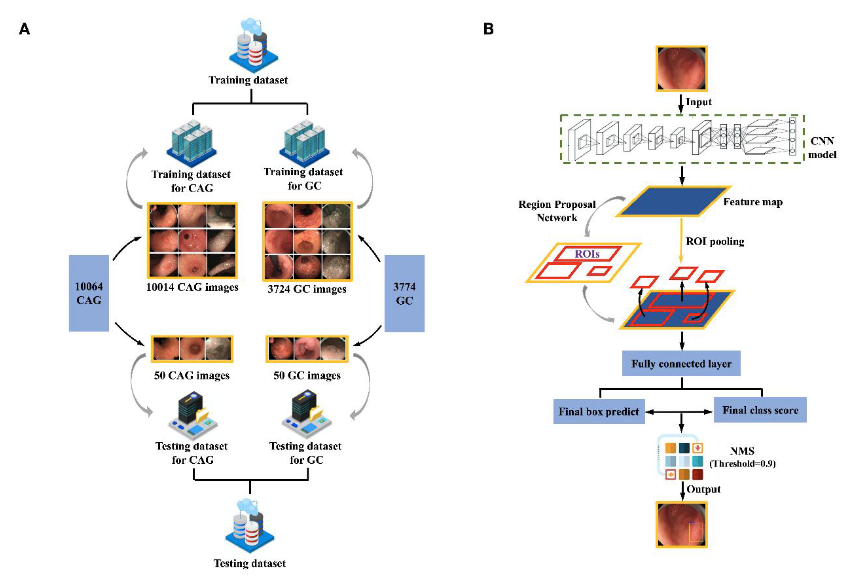 A
Training dataset
Training dataset
for CAG
Training dataset
for GC
10064
CAG
10014 CAG images
3724 GC images
3774
GC
50 CAG images
50 GC images
Testing dataset
for CAG
Testing dataset
for GC
Testing dataset
B
Input
CNN
model
Region Proposal
Network
Feature map
ROI pooling
ROIs
Fully connected layer
Final box predict
Final class score
NMS
(Threshold=0.9)
Output